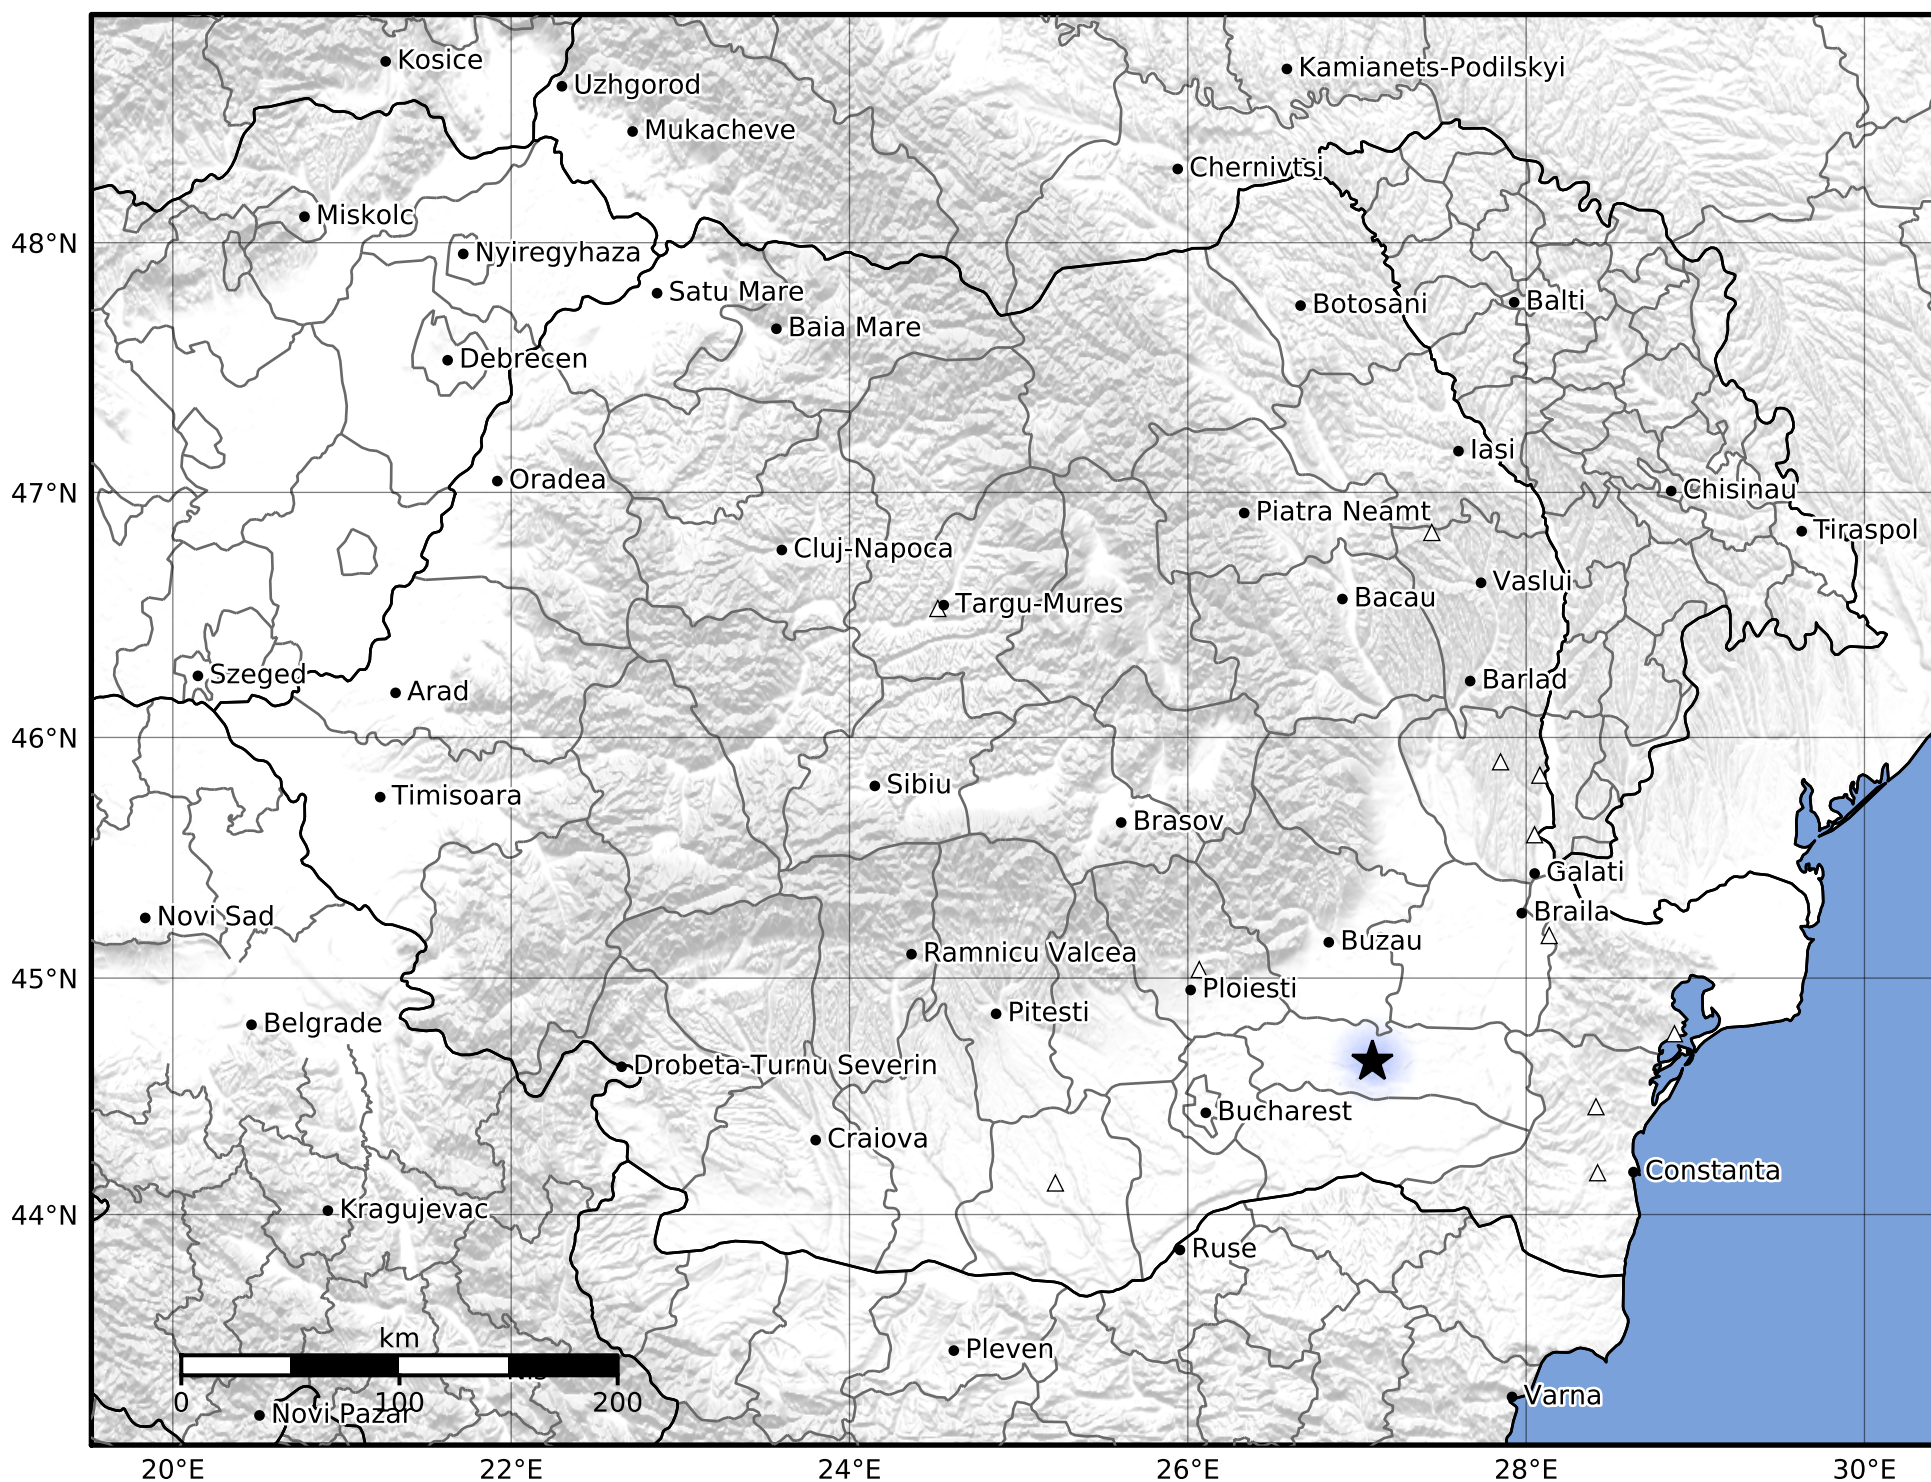 Kosice
Kamianets-Podilskyi
Uzhgorod
Mukacheve
Chernivtsi
Miskolc
48°N
Nyiregyhaza
Satu Mare
Botosani
Balti
Baia Mare
Debrecen
Iasi
Oradea
47°N
Chisinau
Piatra Neamt
Tiraspol
Cluj-Napoca
Vaslui
Bacau
Targu-Mures
Szeged
Barlad
Arad
46°N
Sibiu
Timisoara
Brasov
Galati
Braila
Novi Sad
Buzau
Ramnicu Valcea
45°N
Ploiesti
Pitesti
Belgrade
Drobeta-Turnu Severin
Bucharest
Craiova
Constanta
Kragujevac
44°N
Ruse
km
Pleven
0 100 200
Varna
Novi Pazar
20°E 22°E 24°E 26°E 28°E 30°E